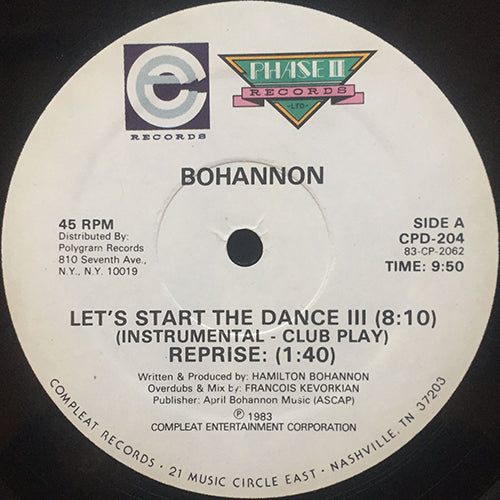 RECORDS
PHASE II
RECORDS
-LTD-
BOHANNON
45 RPM
Distributed By:
Polygram Records
810 Seventh Ave.,
N.Y., N.Y. 10019
SIDE A
CPD-204
83-CP-2062
TIME: 9:50
LET'S START THE DANCE III (8:10)
(INSTRUMENTAL - CLUB PLAY)
REPRISE: (1:40)
Written & Produced by: HAMILTON BOHANNON
Overdubs & Mix by: FRANCOIS KEVORKIAN
Publisher: April Bohannon Music (ASCAP)
℗ 1983
COMPLEAT ENTERTAINMENT CORPORATION
COMPLEAT RECORDS · 21 MUSIC CIRCLE EAST · NASHVILLE, TN 37203